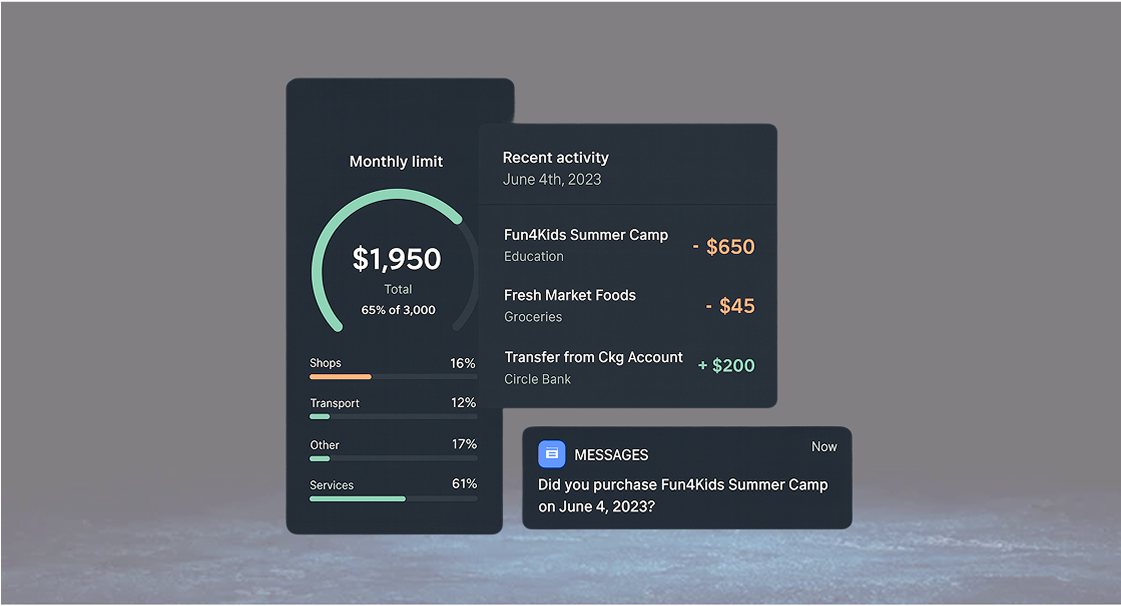 Monthly limit
$1,950
Total
65% of 3,000
Shops 16%
Transport 12%
Other 17%
Services 61%
Recent activity
June 4th, 2023
Fun4Kids Summer Camp - $650
Education
Fresh Market Foods - $45
Groceries
Transfer from Ckg Account + $200
Circle Bank
MESSAGES Now
Did you purchase Fun4Kids Summer Camp
on June 4, 2023?